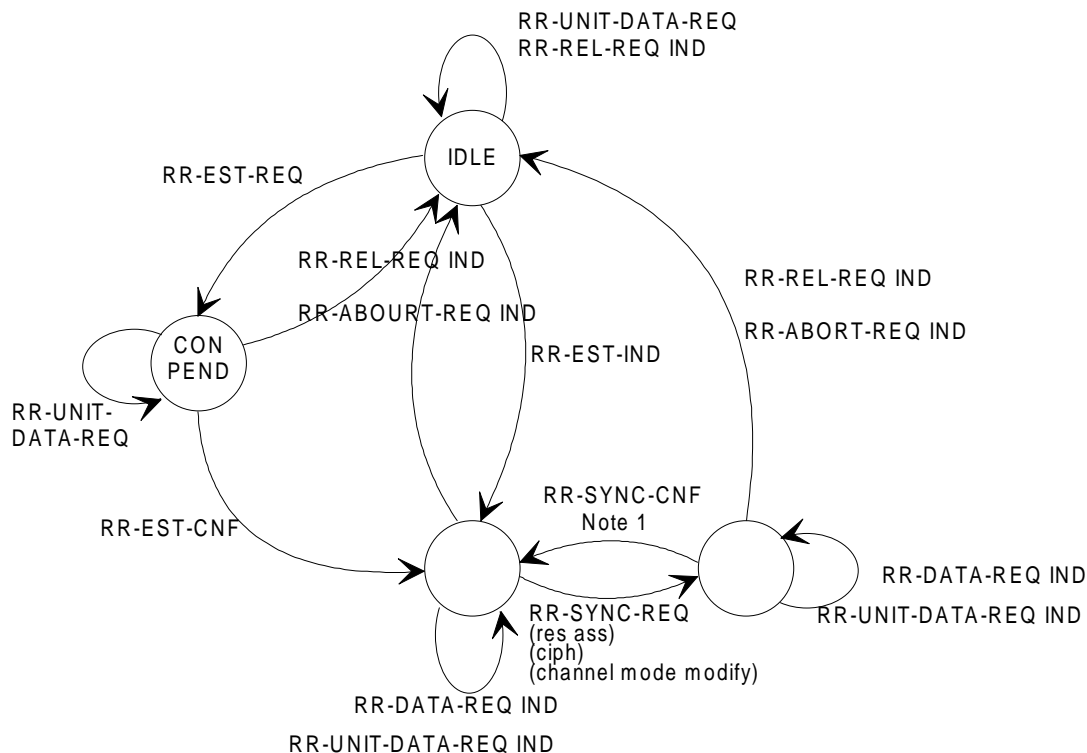 RR-UNIT-DATA-REQ
RR-REL-REQ IND
IDLE
RR-EST-REQ
RR-REL-REQ IND
RR-ABOURT-REQ IND
RR-REL-REQ IND
RR-ABORT-REQ IND
CON
PEND
RR-EST-IND
RR-UNIT-
DATA-REQ
RR-EST-CNF
RR-SYNC-CNF
Note 1
RR-SYNC-REQ
(res ass)
(ciph)
(channel mode modify)
RR-DATA-REQ IND
RR-UNIT-DATA-REQ IND
RR-DATA-REQ IND
RR-UNIT-DATA-REQ IND